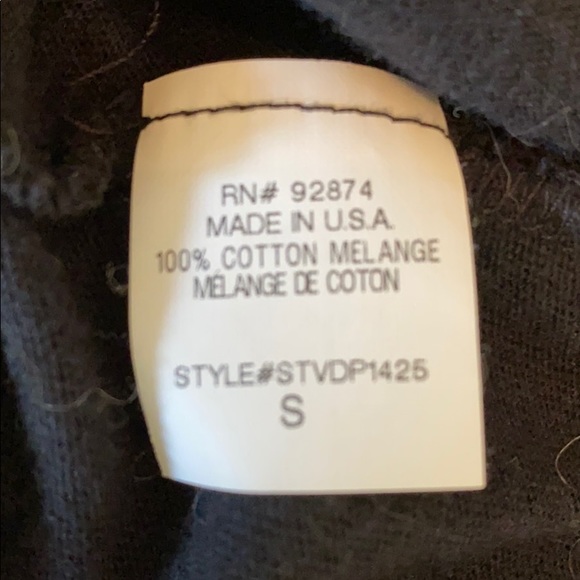 RN# 92874
MADE IN U.S.A.
100% COTTON MELANGE
MÉLANGE DE COTON
STYLE#STVDP1425
S